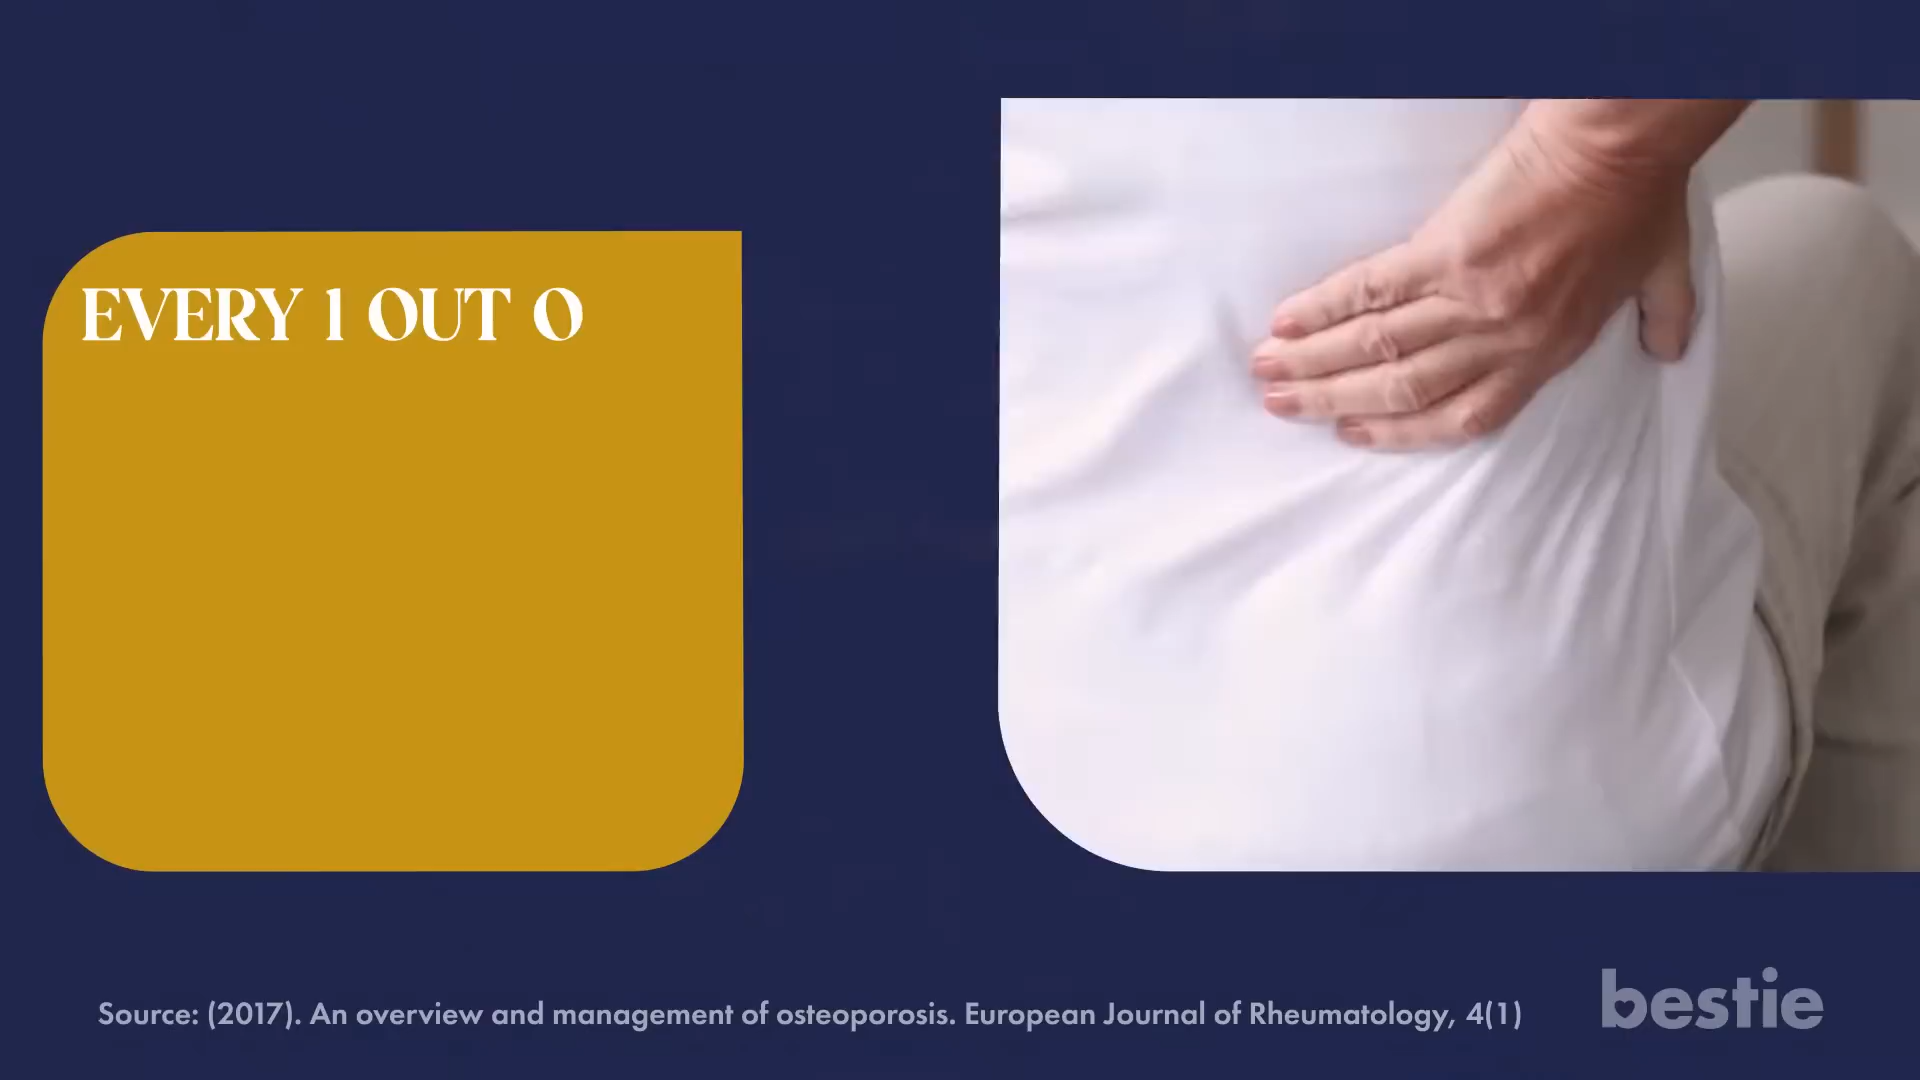 EVERY 1 OUT O
Source: (2017). An overview and management of osteoporosis. European Journal of Rheumatology, 4(1)
bestie